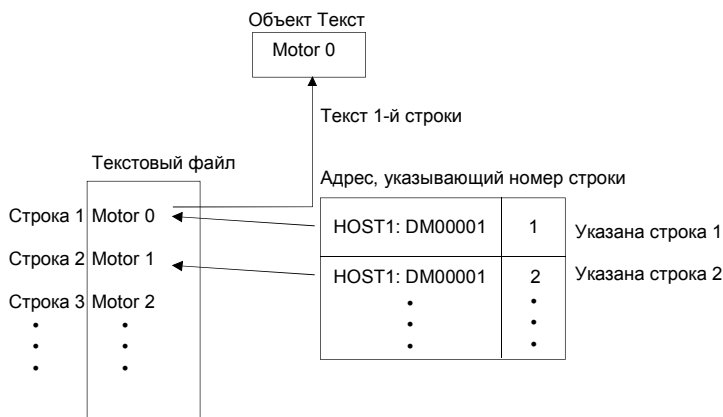 Объект Текст
Motor 0
Текст 1-й строки
Текстовый файл
Адрес, указывающий номер строки
Строка 1 Motor 0
HOST1: DM00001 1 Указана строка 1
Строка 2 Motor 1
HOST1: DM00001 2 Указана строка 2
Строка 3 Motor 2